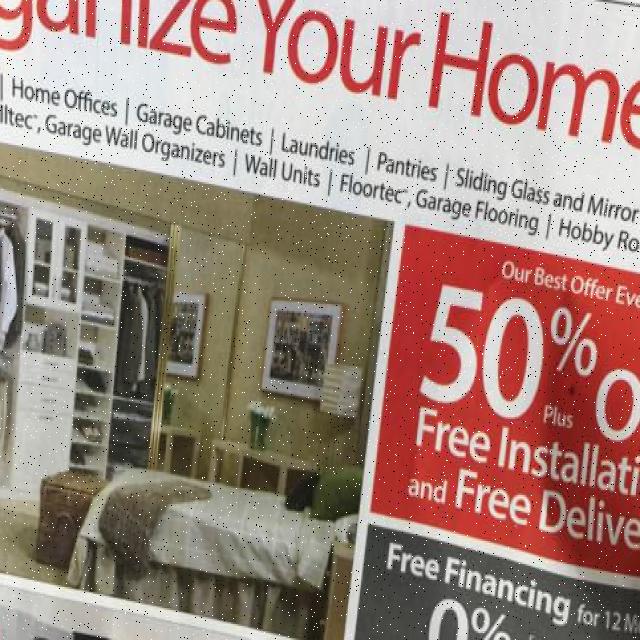 ganize Your Home
| Home Offices | Garage Cabinets | Laundries | Pantries | Sliding Glass and Mirror
lltec®, Garage Wall Organizers | Wall Units | Floortec®, Garage Flooring | Hobby Ro
Our Best Offer Eve
50% O
Plus
Free Installati
and Free Delive
Free Financing for 12 M
0%